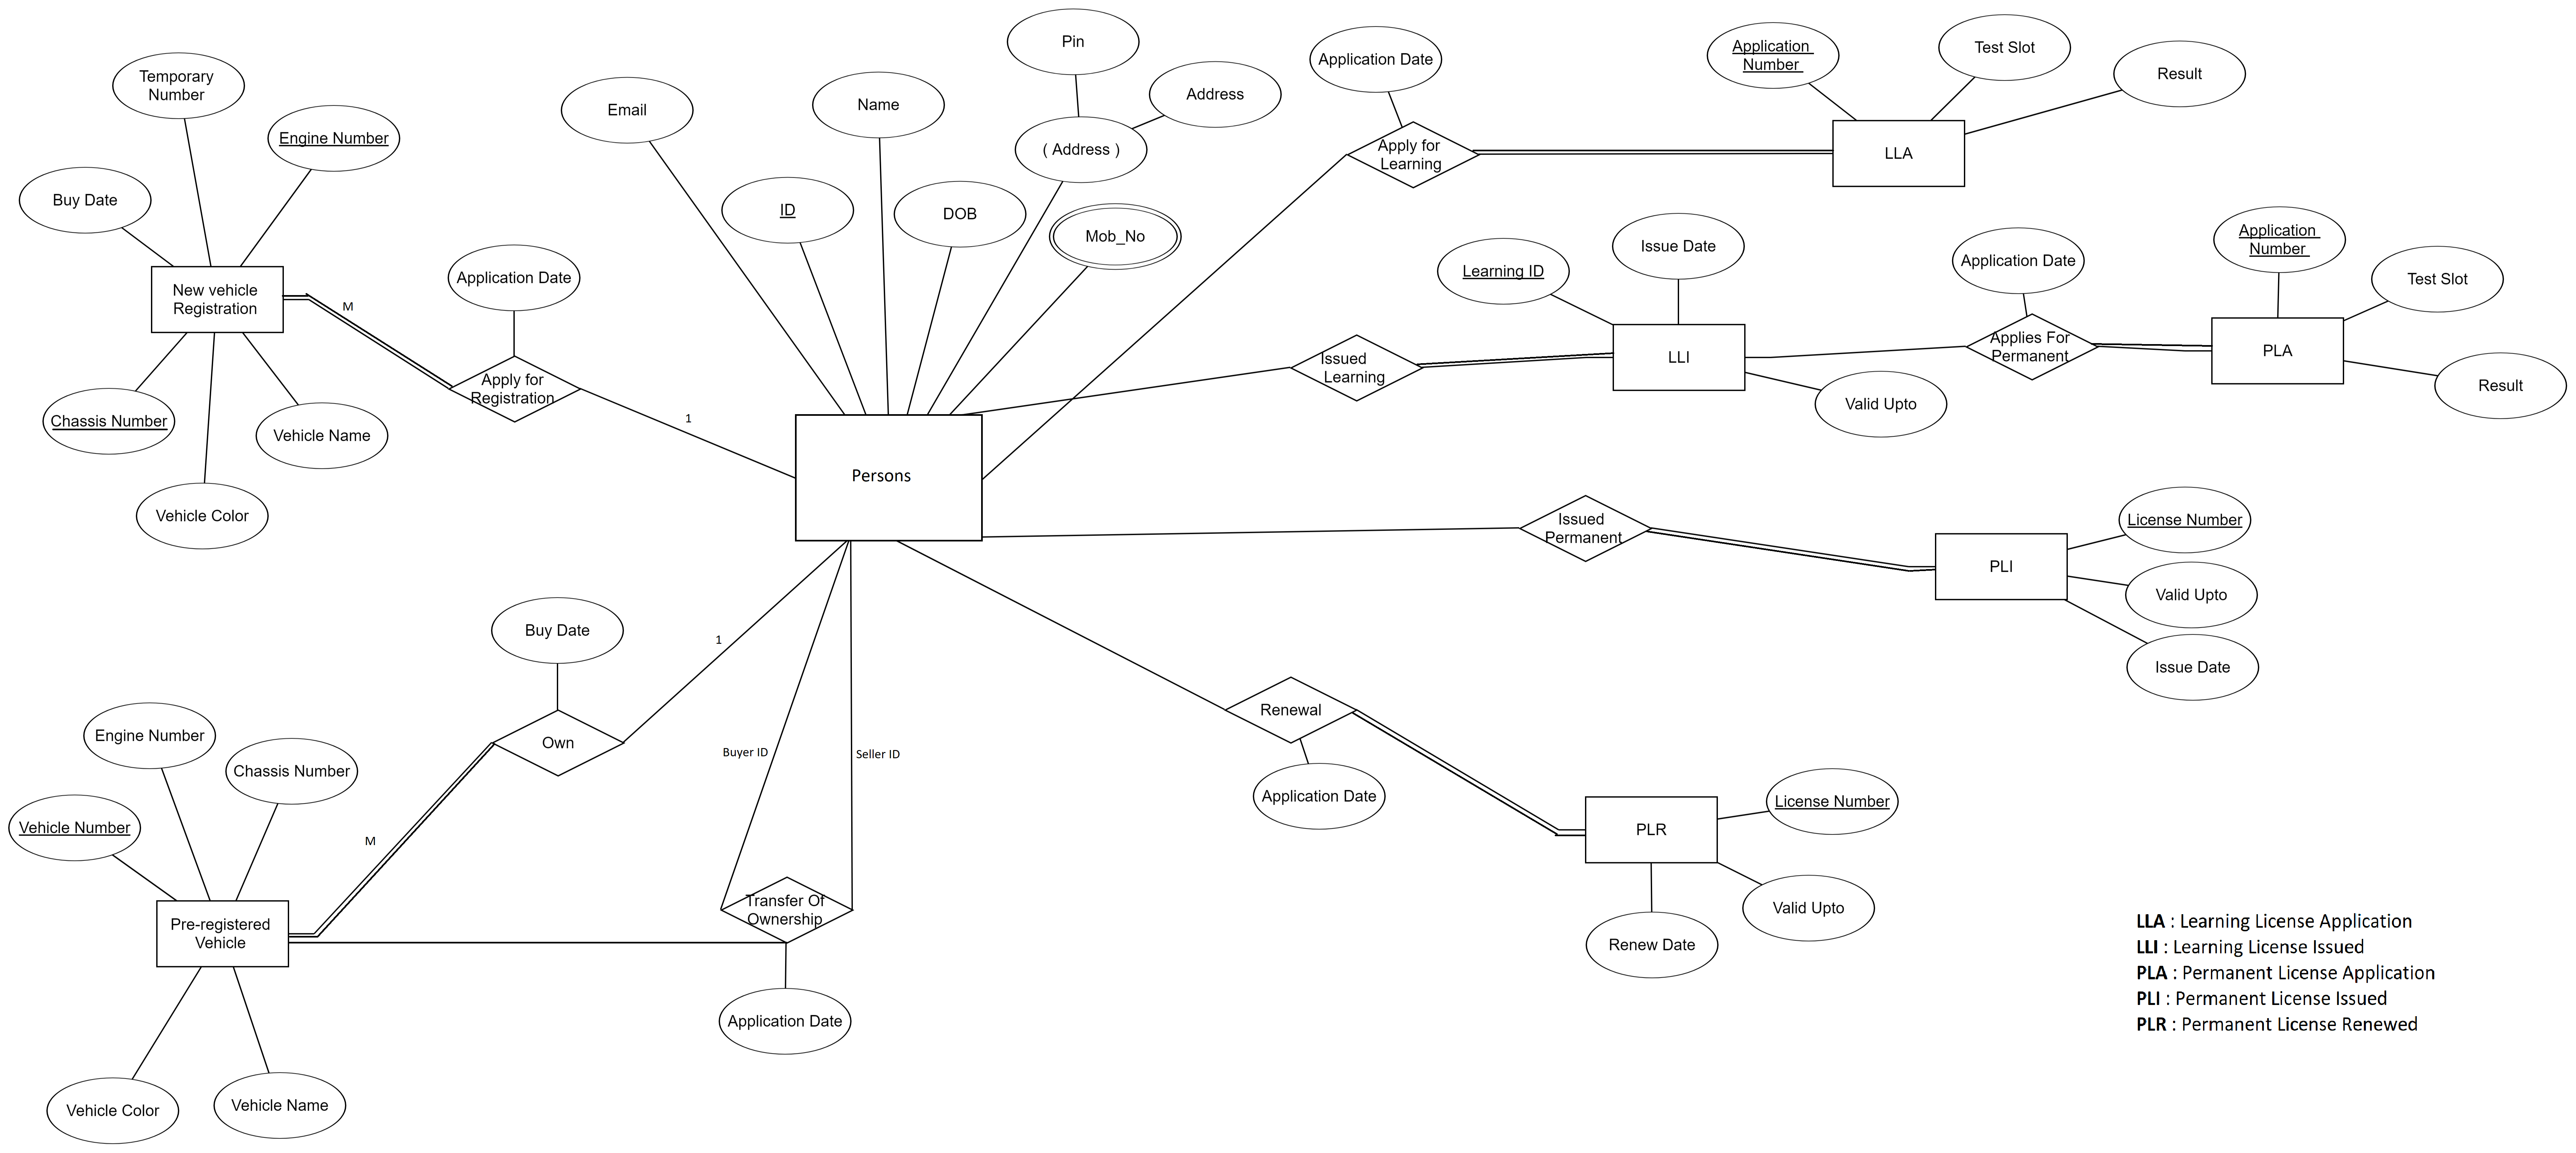 Temporary
Number
Engine Number
Buy Date
New vehicle
Registration
Chassis Number
Vehicle Name
Vehicle Color
M
Application Date
Apply for
Registration
1
Email
Name
Pin
Address
( Address )
ID
DOB
Mob_No
Persons
Application Date
Apply for
Learning
Application
Number
Test Slot
Result
LLA
Learning ID
Issue Date
Issued
Learning
LLI
Valid Upto
Application Date
Applies For
Permanent
Application
Number
Test Slot
PLA
Result
Issued
Permanent
PLI
License Number
Valid Upto
Issue Date
Buy Date
1
Own
M
Buyer ID
Seller ID
Renewal
Application Date
PLR
License Number
Valid Upto
Renew Date
Engine Number
Chassis Number
Vehicle Number
Pre-registered
Vehicle
Vehicle Color
Vehicle Name
Transfer Of
Ownership
Application Date
LLA : Learning License Application
LLI : Learning License Issued
PLA : Permanent License Application
PLI : Permanent License Issued
PLR : Permanent License Renewed